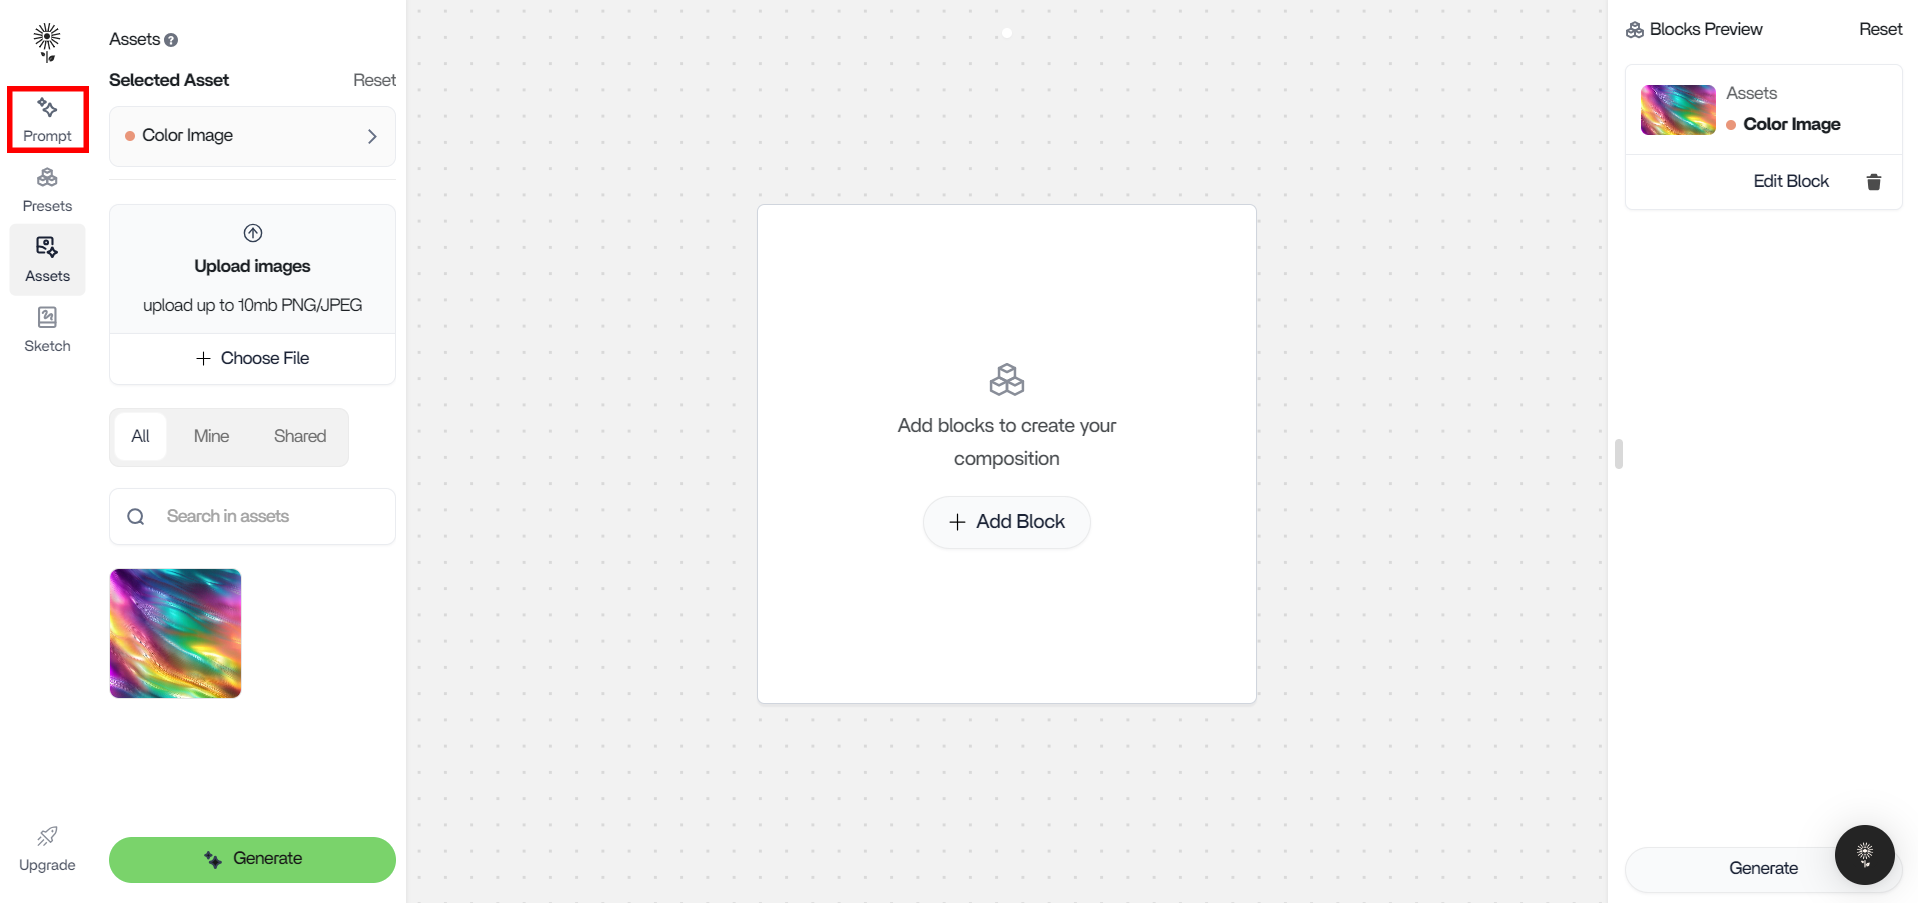 Prompt
Presets
Assets
Sketch
Upgrade
Assets ?
Selected Asset
Reset
Color Image
Upload images
upload up to 10mb PNG/JPEG
+ Choose File
All
Mine
Shared
Search in assets
Generate
Add blocks to create your
composition
+ Add Block
Blocks Preview
Reset
Assets
Color Image
Edit Block
Generate